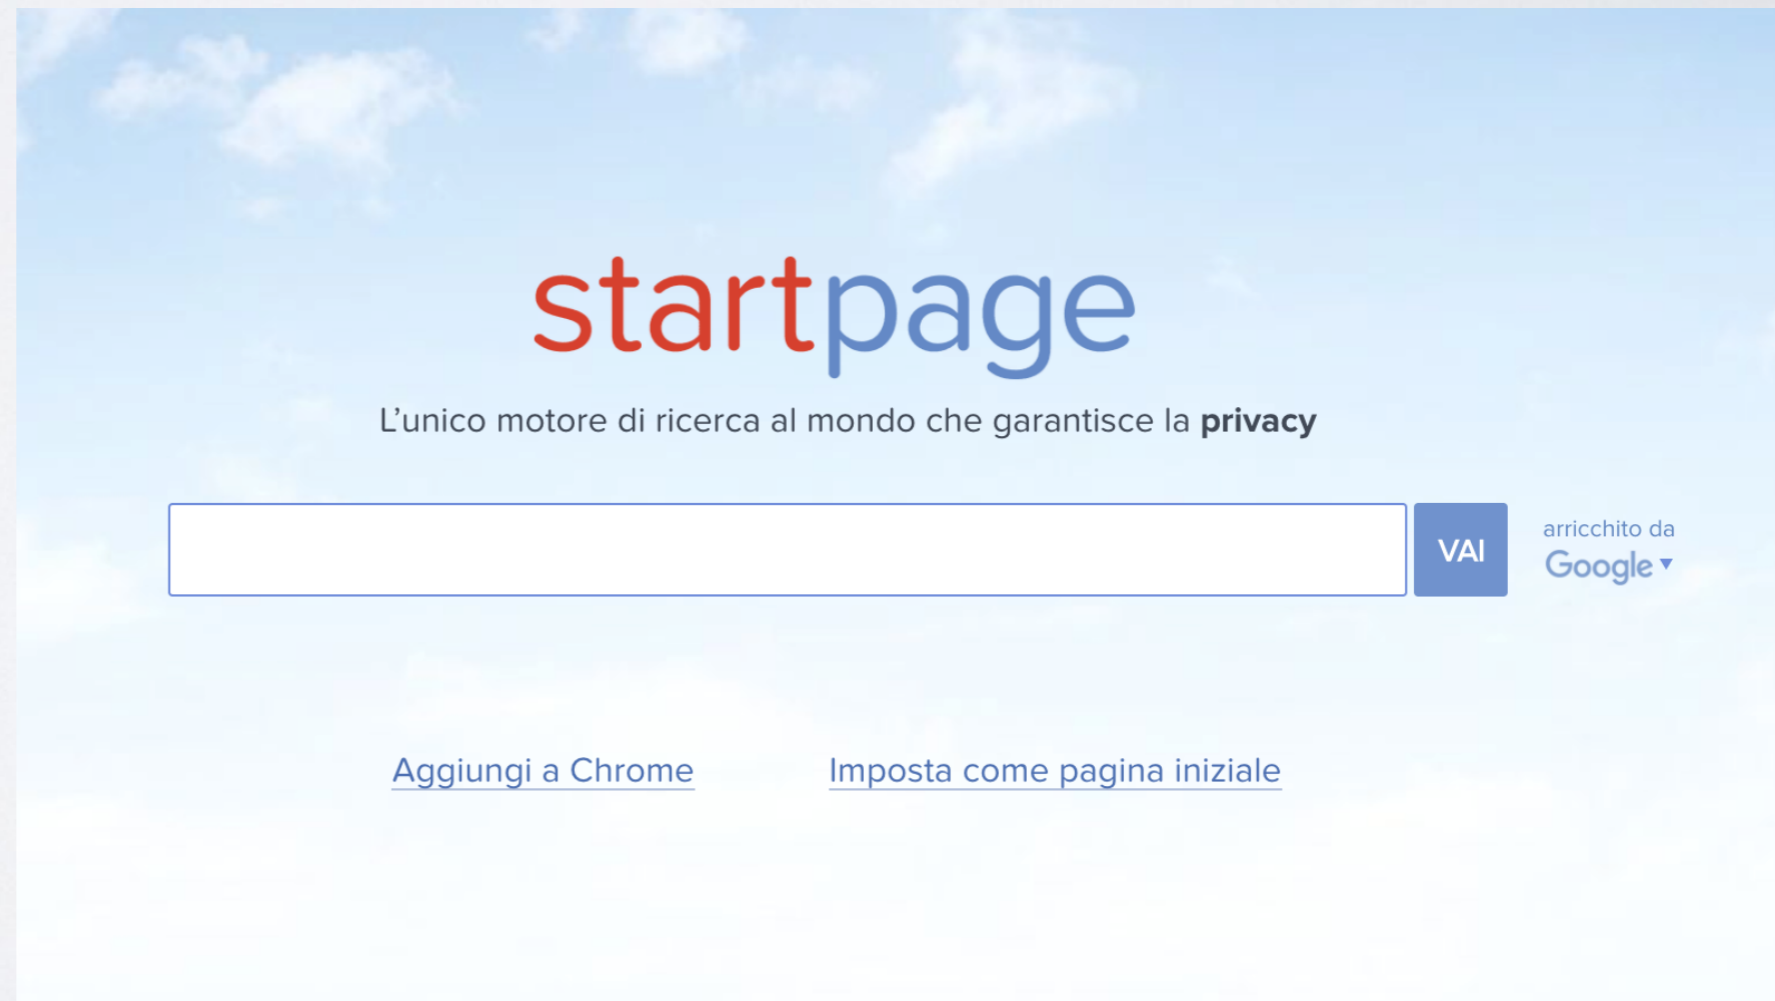 startpage
L'unico motore di ricerca al mondo che garantisce la privacy
VAI
arricchito da
Google ▾
Aggiungi a Chrome
Imposta come pagina iniziale